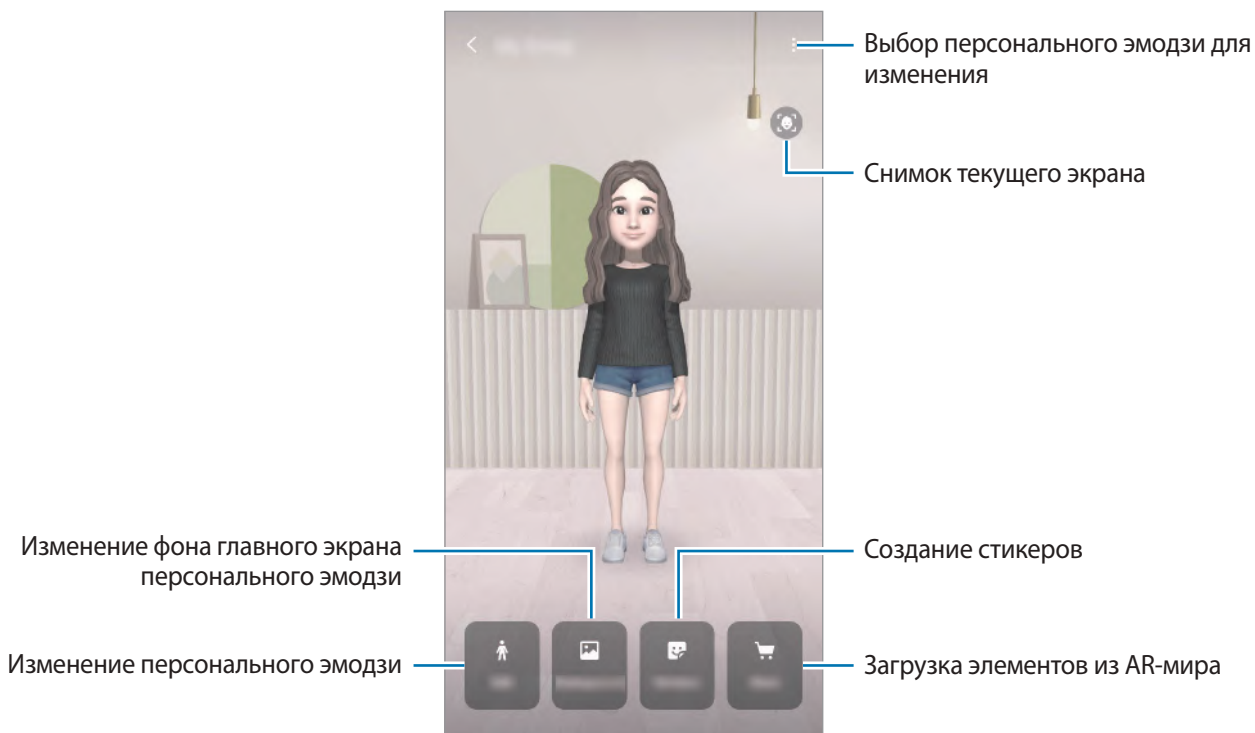 Выбор персонального эмодзи для
изменения
Снимок текущего экрана
Изменение фона главного экрана
персонального эмодзи
Создание стикеров
Изменение персонального эмодзи
Загрузка элементов из AR-мира